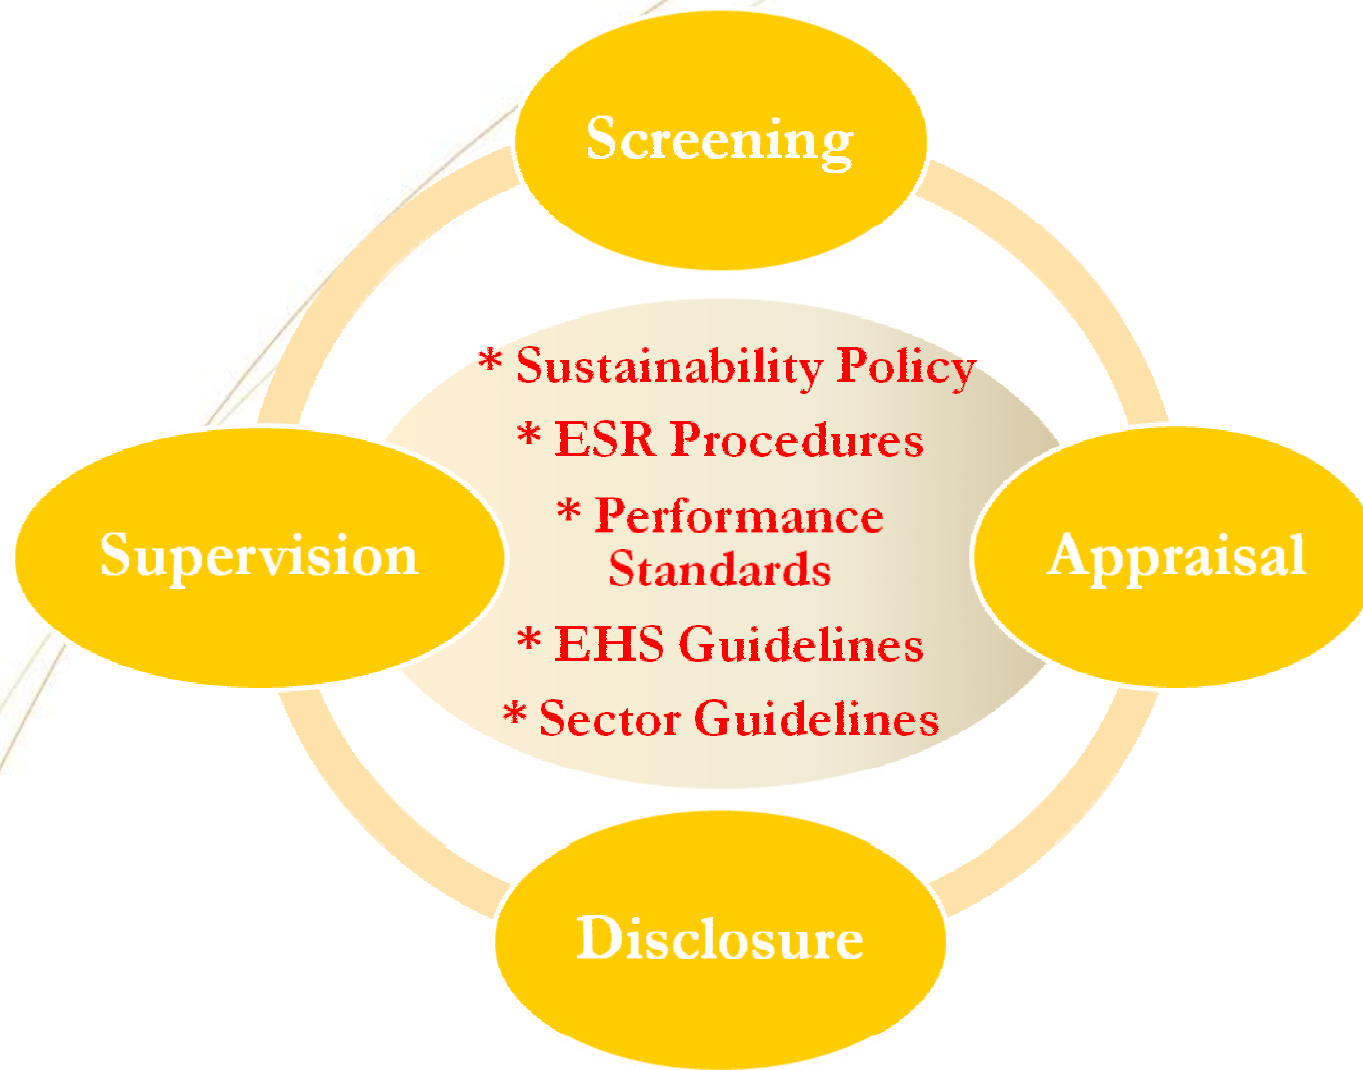 Screening
* Sustainability Policy
* ESR Procedures
* Performance
Standards
* EHS Guidelines
* Sector Guidelines
Supervision
Appraisal
Disclosure